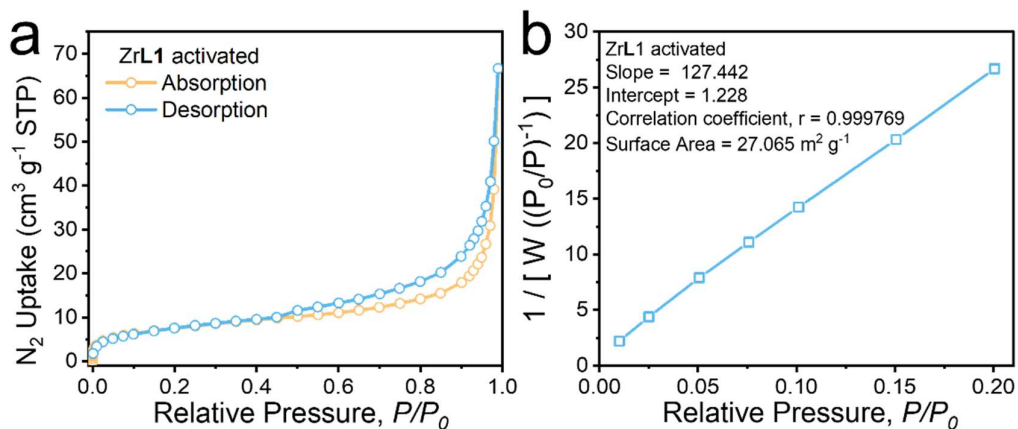 a
ZrL1 activated
Absorption
Desorption
N₂ Uptake (cm³ g⁻¹ STP)
70
60
50
40
30
20
10
0
0.0 0.2 0.4 0.6 0.8 1.0
Relative Pressure, P/P₀
b
ZrL1 activated
Slope = 127.442
Intercept = 1.228
Correlation coefficient, r = 0.999769
Surface Area = 27.065 m² g⁻¹
1 / [ W ((P₀/P)⁻¹) ]
30
25
20
15
10
5
0
0.00 0.05 0.10 0.15 0.20
Relative Pressure, P/P₀